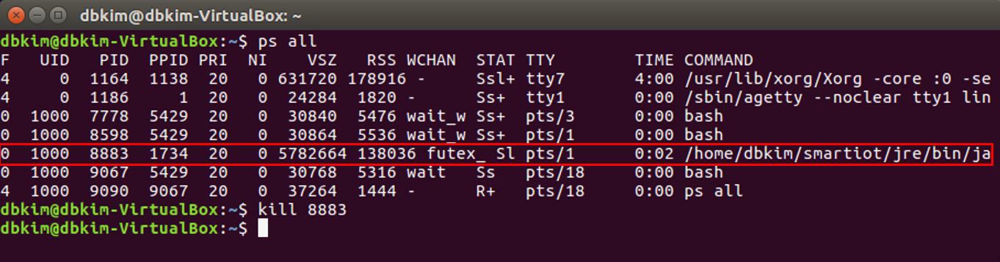 dbkim@dbkim-VirtualBox: ~
dbkim@dbkim-VirtualBox:~$ ps all
F   UID   PID  PPID PRI  NI    VSZ   RSS WCHAN  STAT TTY        TIME COMMAND
4     0  1164  1138  20   0 631720 178916 -     Ssl+ tty7       4:00 /usr/lib/xorg/Xorg -core :0 -se
4     0  1186     1  20   0  24284  1820 -      Ss+  tty1       0:00 /sbin/agetty --noclear tty1 lin
0  1000  7778  5429  20   0  30840  5476 wait_w Ss+  pts/3      0:00 bash
0  1000  8598  5429  20   0  30864  5536 wait_w Ss+  pts/1      0:00 bash
0  1000  8883  1734  20   0 5782664 138036 futex_ Sl pts/1      0:02 /home/dbkim/smartiot/jre/bin/ja
0  1000  9067  5429  20   0  30768  5316 wait   Ss   pts/18     0:00 bash
4  1000  9090  9067  20   0  37264  1444 -      R+   pts/18     0:00 ps all
dbkim@dbkim-VirtualBox:~$ kill 8883
dbkim@dbkim-VirtualBox:~$